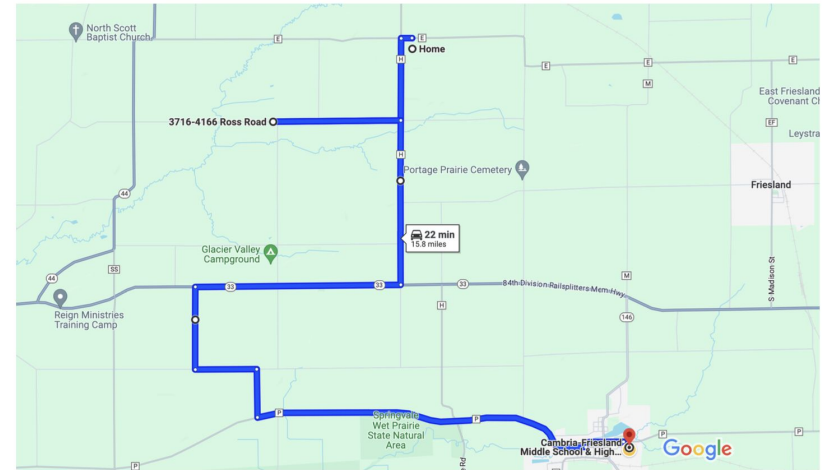 North Scott
Baptist Church
E
E
Home
H
E
E
M
East Friesland
Covenant Ch
3716-4166 Ross Road
EF
Leystra
H
Portage Prairie Cemetery
44
Friesland
22 min
15.8 miles
Glacier Valley
Campground
SS
M
44
33
33
33
84th Division Railsplitters Mem Hwy
S Madison St
Reign Ministries
Training Camp
H
146
P
Springvale
Wet Prairie
State Natural
Area
P
P
P
Cambria-Friesland
Middle School & High...
Google
P
Rd